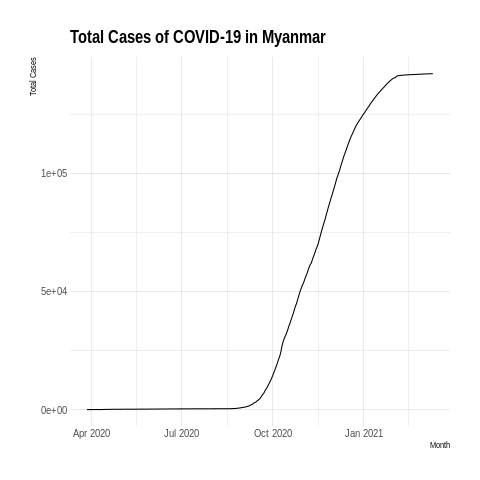 Total Cases of COVID-19 in Myanmar
Total Cases
1e+05
5e+04
0e+00
Apr 2020
Jul 2020
Oct 2020
Jan 2021
Month